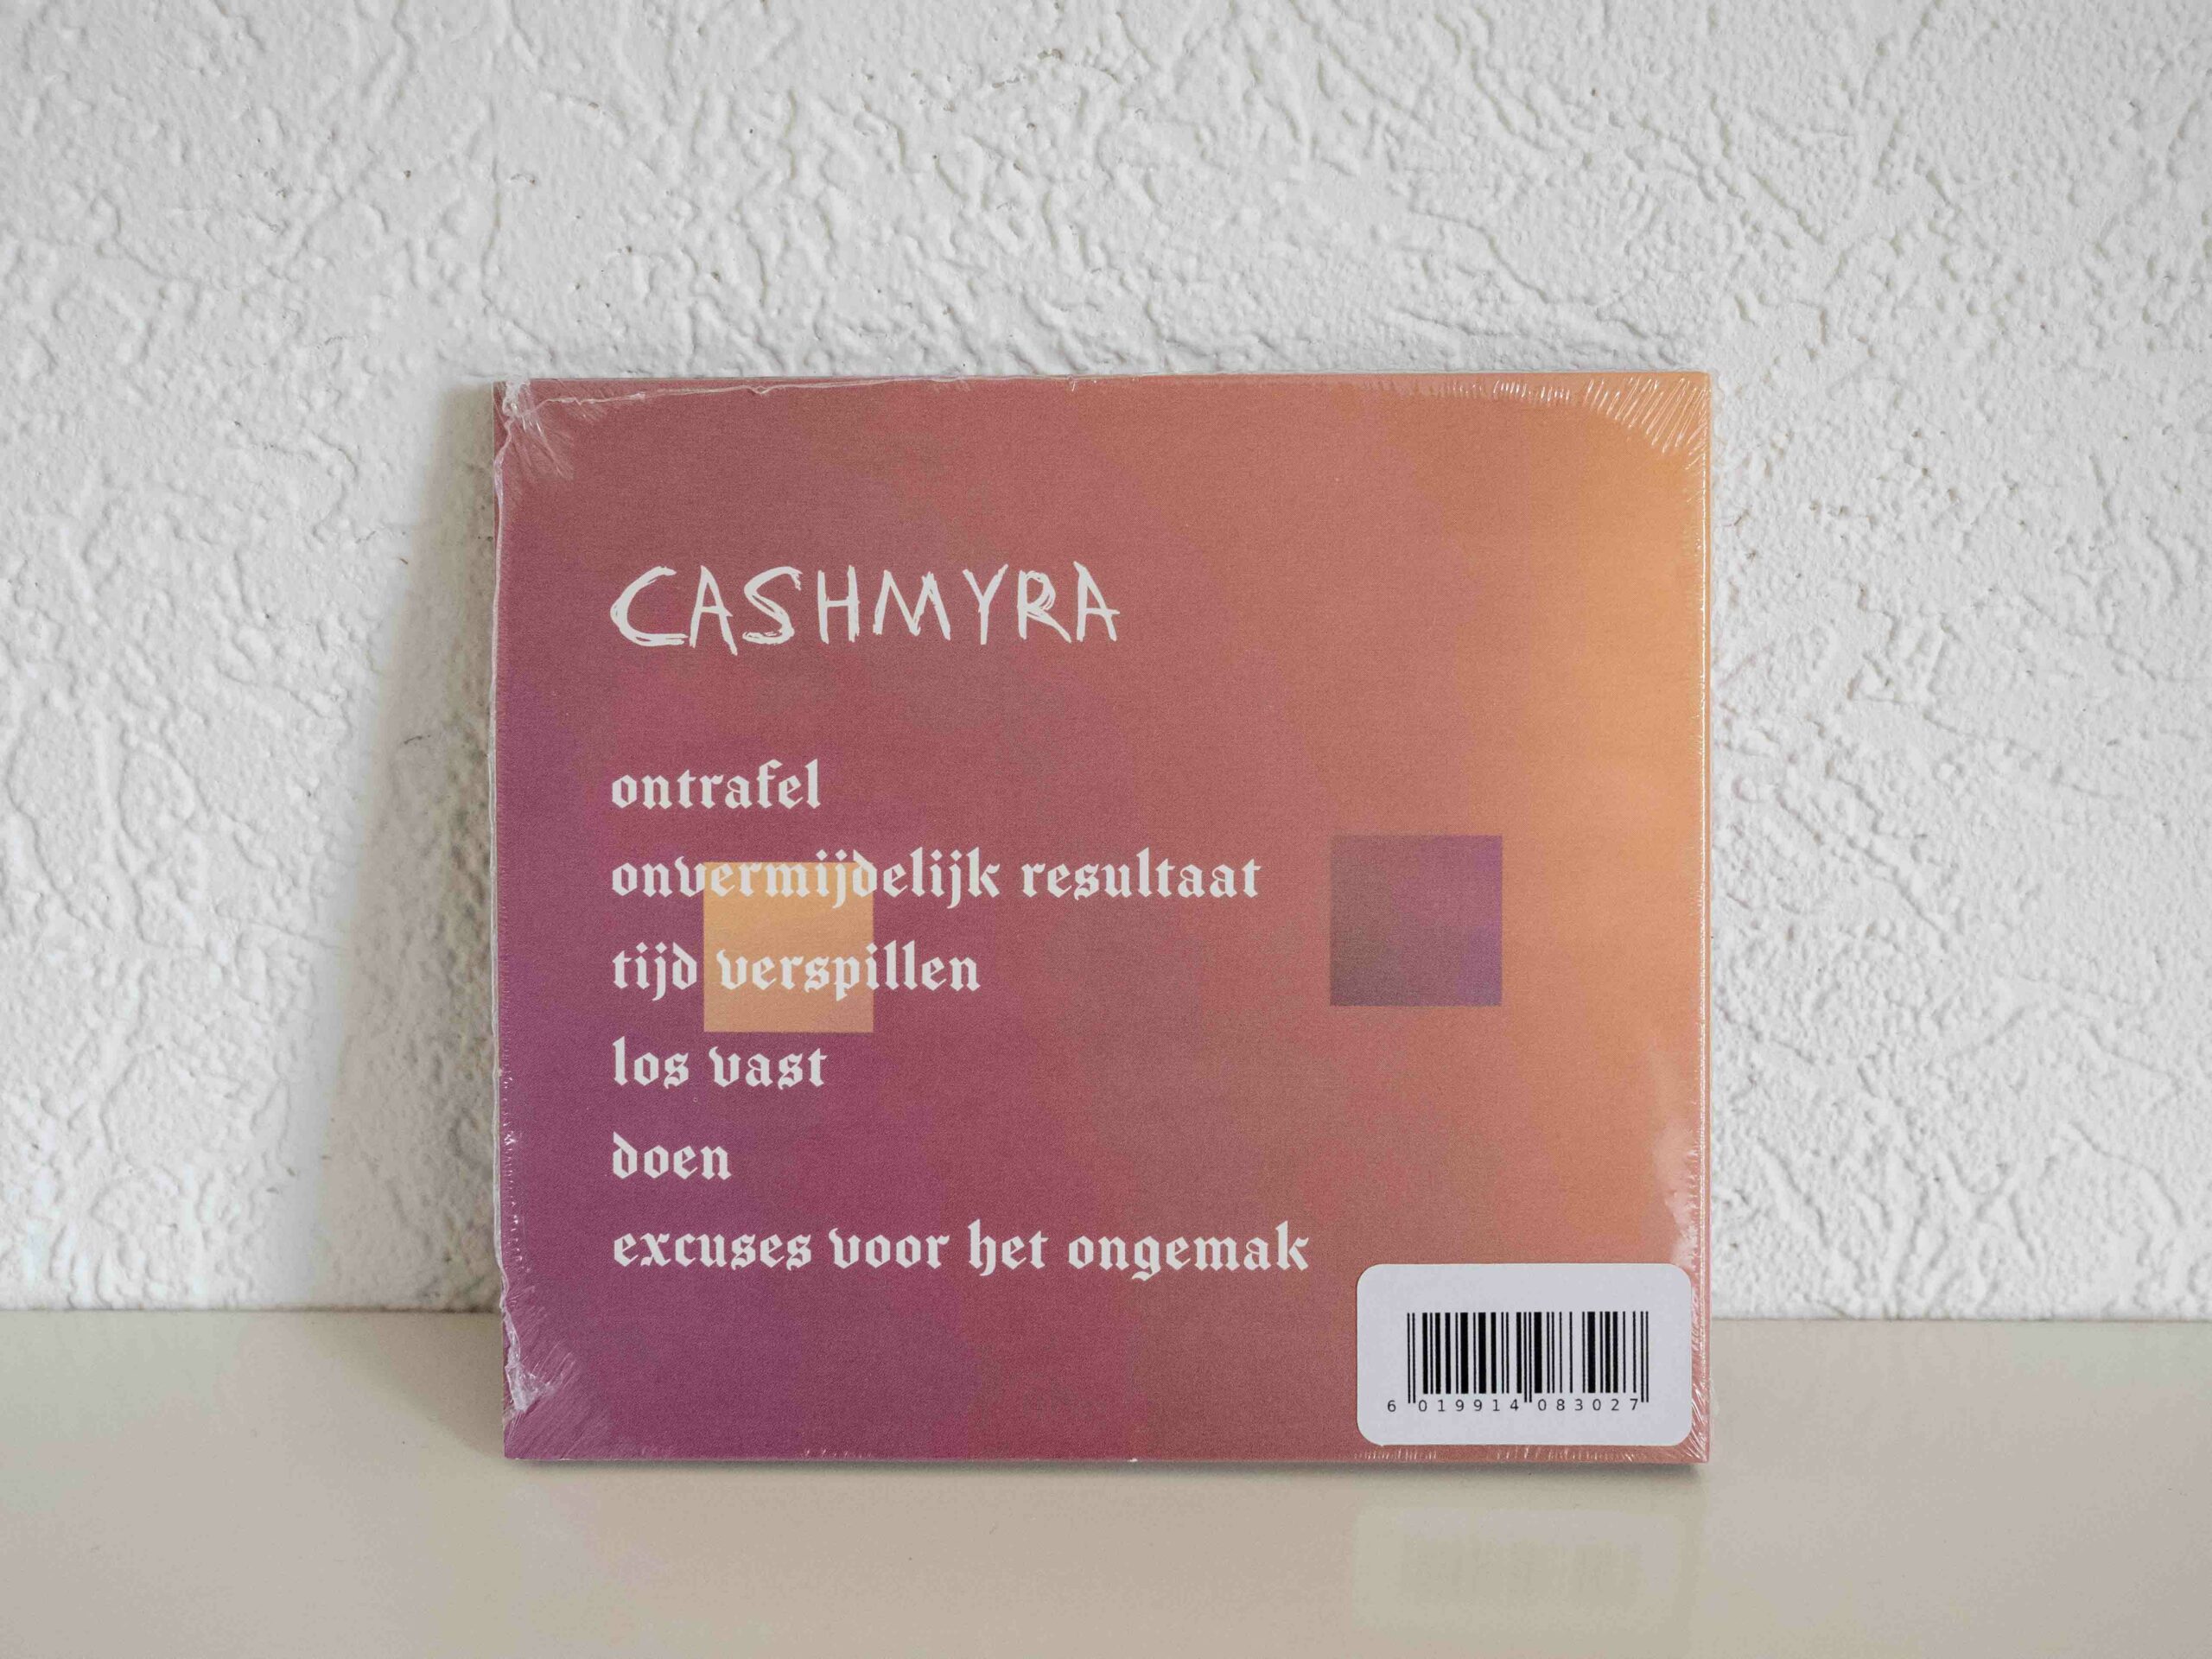 CASHMYRA
ontrafel
onvermijdelijk resultaat
tijd verspillen
los vast
doen
excuses voor het ongemak
6 019914 083027